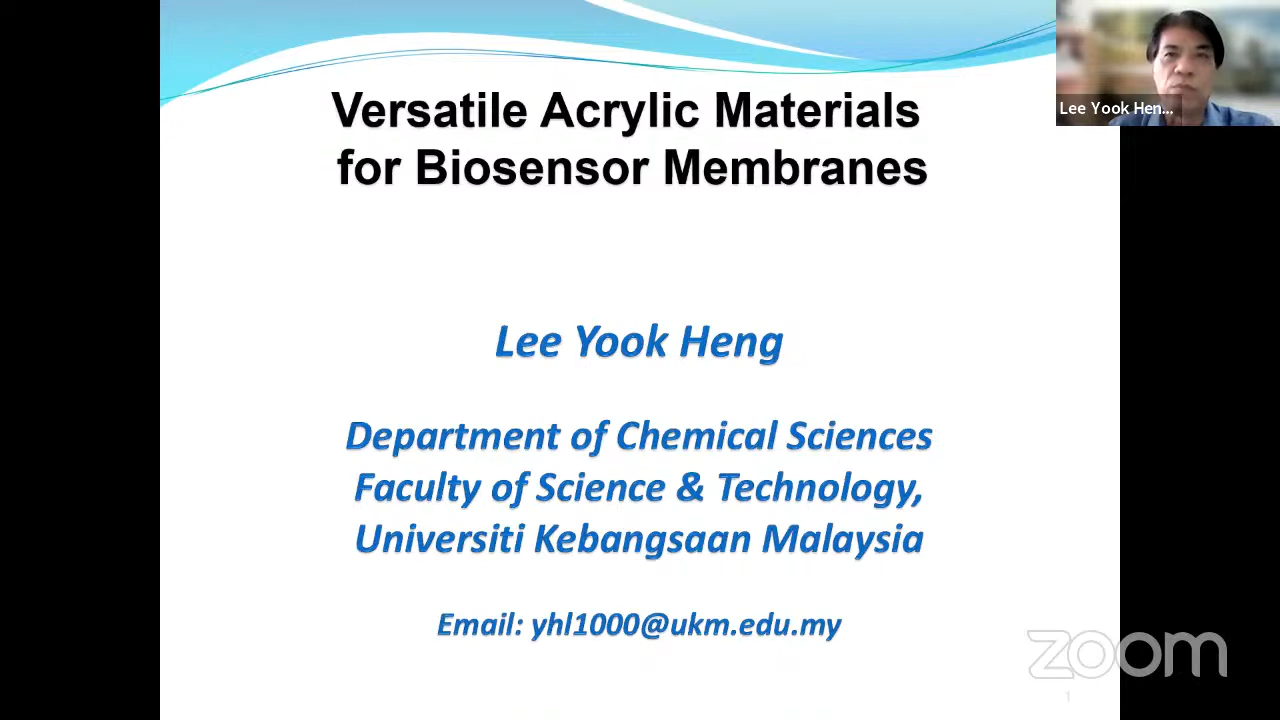 Versatile Acrylic Materials
for Biosensor Membranes
Lee Yook Hen...
Lee Yook Heng
Department of Chemical Sciences
Faculty of Science & Technology,
Universiti Kebangsaan Malaysia
Email: yhl1000@ukm.edu.my
zoom
1